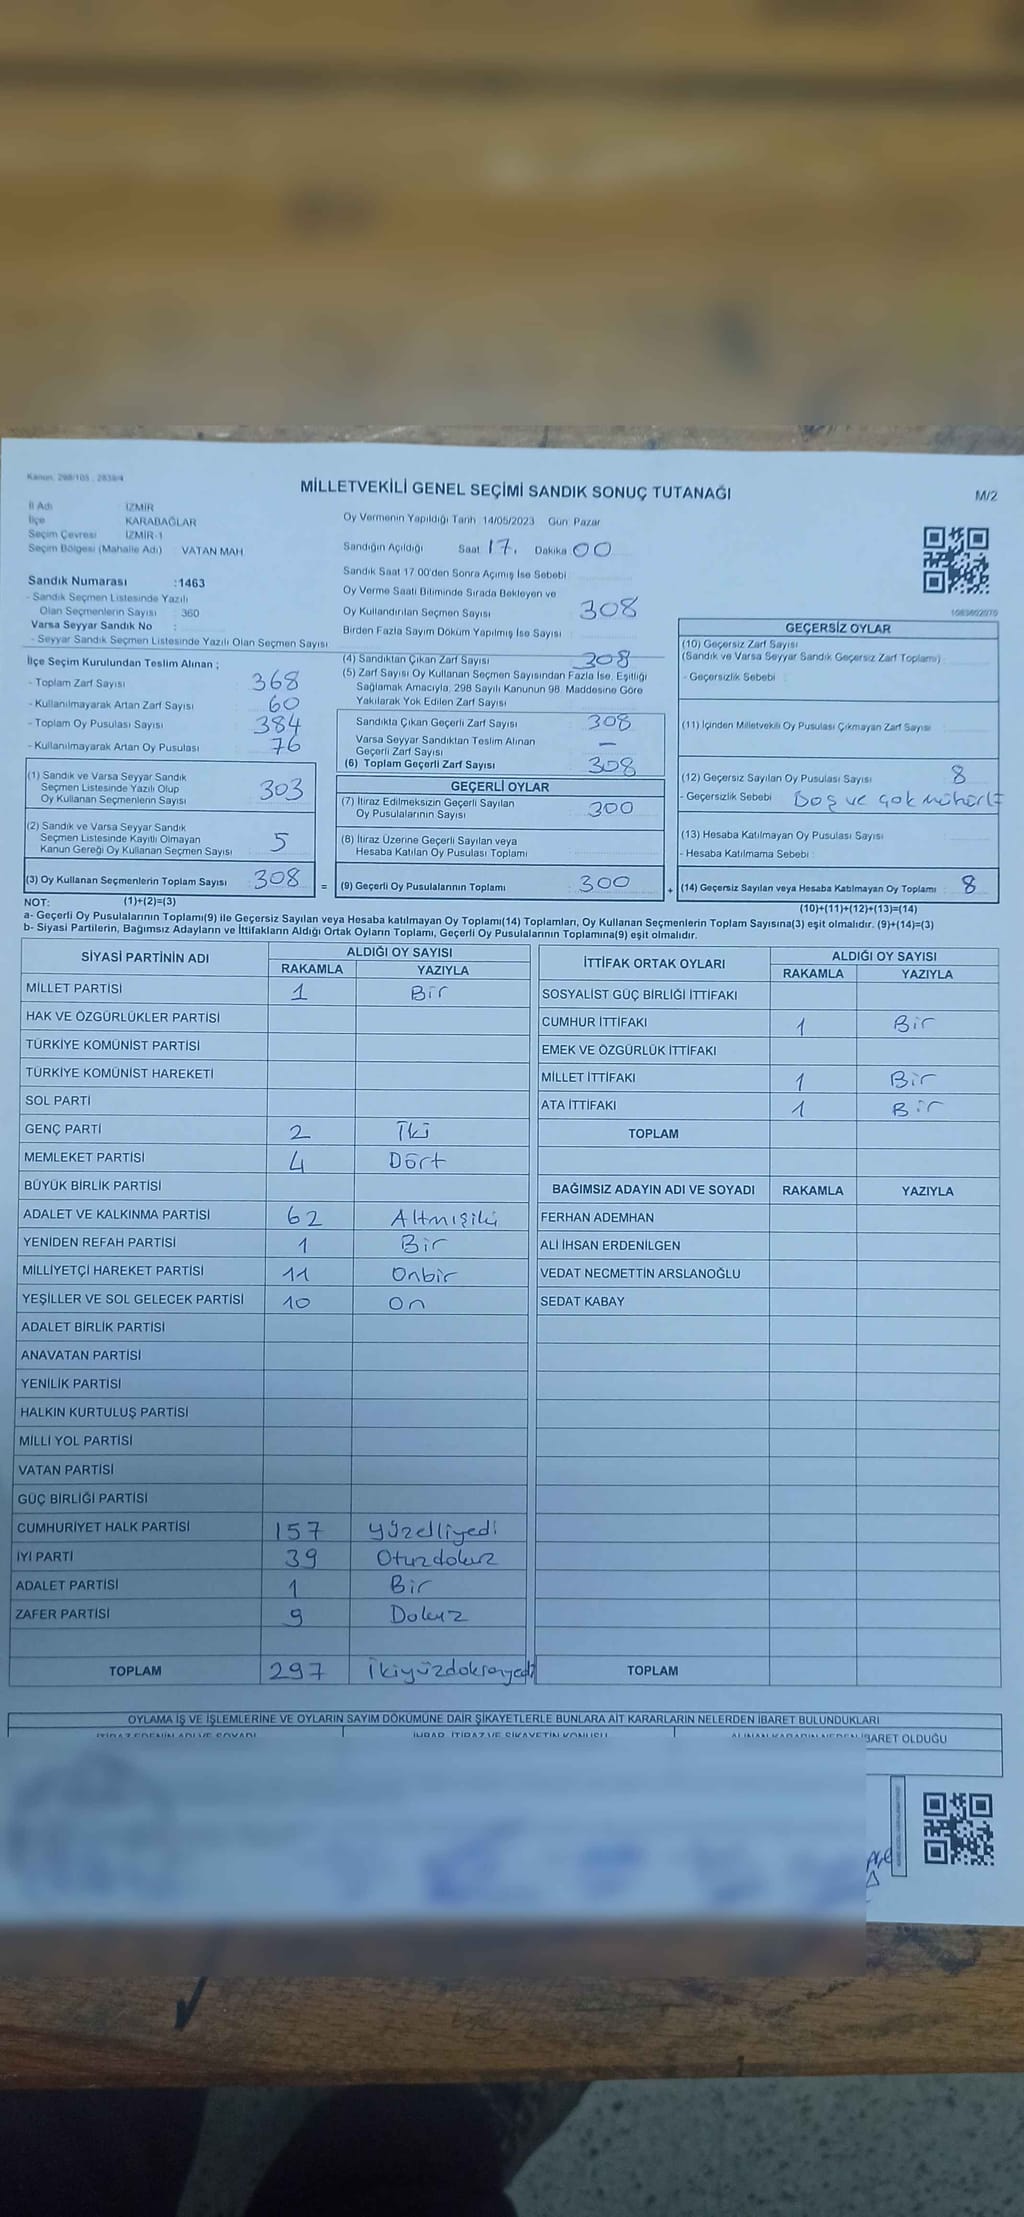 Kanun: 298/105 , 2839/4
MİLLETVEKİLİ GENEL SEÇİMİ SANDIK SONUÇ TUTANAĞI
M/2
İl Adı : İZMİR
İlçe : KARABAĞLAR
Seçim Çevresi : İZMİR-1
Seçim Bölgesi (Mahalle Adı) : VATAN MAH
Sandık Numarası :1463
- Sandık Seçmen Listesinde Yazılı
Olan Seçmenlerin Sayısı : 360
Varsa Seyyar Sandık No :
- Seyyar Sandık Seçmen Listesinde Yazılı Olan Seçmen Sayısı
Oy Vermenin Yapıldığı Tarih 14/05/2023 Gün: Pazar
Sandığın Açıldığı Saat 17. Dakika 00
Sandık Saat 17:00'den Sonra Açımış İse Sebebi
Oy Verme Saati Bitiminde Sırada Bekleyen ve
Oy Kullandırılan Seçmen Sayısı 308
Birden Fazla Sayım Döküm Yapılmış İse Sayısı
1083602070
İlçe Seçim Kurulundan Teslim Alınan ;
- Toplam Zarf Sayısı 368
- Kullanılmayarak Artan Zarf Sayısı 60
- Toplam Oy Pusulası Sayısı 384
- Kullanılmayarak Artan Oy Pusulası 76
(1) Sandık ve Varsa Seyyar Sandık
Seçmen Listesinde Yazılı Olup
Oy Kullanan Seçmenlerin Sayısı 303
(2) Sandık ve Varsa Seyyar Sandık
Seçmen Listesinde Kayıtlı Olmayan
Kanun Gereği Oy Kullanan Seçmen Sayısı 5
(3) Oy Kullanan Seçmenlerin Toplam Sayısı 308 =
(4) Sandıktan Çıkan Zarf Sayısı 308
(5) Zarf Sayısı Oy Kullanan Seçmen Sayısından Fazla İse, Eşitliği
Sağlamak Amacıyla, 298 Sayılı Kanunun 98. Maddesine Göre
Yakılarak Yok Edilen Zarf Sayısı
Sandıkta Çıkan Geçerli Zarf Sayısı 308
Varsa Seyyar Sandıktan Teslim Alınan
Geçerli Zarf Sayısı —
(6) Toplam Geçerli Zarf Sayısı 308
GEÇERLİ OYLAR
(7) İtiraz Edilmeksizin Geçerli Sayılan
Oy Pusulalarının Sayısı 300
(8) İtiraz Üzerine Geçerli Sayılan veya
Hesaba Katılan Oy Pusulası Toplamı
(9) Geçerli Oy Pusulalarının Toplamı 300 +
GEÇERSİZ OYLAR
(10) Geçersiz Zarf Sayısı
(Sandık ve Varsa Seyyar Sandık Geçersiz Zarf Toplamı)
- Geçersizlik Sebebi
(11) İçinden Milletvekili Oy Pusulası Çıkmayan Zarf Sayısı
(12) Geçersiz Sayılan Oy Pusulası Sayısı 8
- Geçersizlik Sebebi Boş ve çok mühürlü
(13) Hesaba Katılmayan Oy Pusulası Sayısı
- Hesaba Katılmama Sebebi
(14) Geçersiz Sayılan veya Hesaba Katılmayan Oy Toplamı 8
NOT: (1)+(2)=(3)
(10)+(11)+(12)+(13)=(14)
a- Geçerli Oy Pusulalarının Toplamı(9) ile Geçersiz Sayılan veya Hesaba katılmayan Oy Toplamı(14) Toplamları, Oy Kullanan Seçmenlerin Toplam Sayısına(3) eşit olmalıdır. (9)+(14)=(3)
b- Siyasi Partilerin, Bağımsız Adayların ve İttifakların Aldığı Ortak Oyların Toplamı, Geçerli Oy Pusulalarının Toplamına(9) eşit olmalıdır.
SİYASİ PARTİNİN ADI ALDIĞI OY SAYISI
RAKAMLA YAZIYLA
MİLLET PARTİSİ 1 Bir
HAK VE ÖZGÜRLÜKLER PARTİSİ
TÜRKİYE KOMÜNİST PARTİSİ
TÜRKİYE KOMÜNİST HAREKETİ
SOL PARTİ
GENÇ PARTİ 2 İki
MEMLEKET PARTİSİ 4 Dört
BÜYÜK BİRLİK PARTİSİ
ADALET VE KALKINMA PARTİSİ 62 Altmışiki
YENİDEN REFAH PARTİSİ 1 Bir
MİLLİYETÇİ HAREKET PARTİSİ 11 Onbir
YEŞİLLER VE SOL GELECEK PARTİSİ 10 On
ADALET BİRLİK PARTİSİ
ANAVATAN PARTİSİ
YENİLİK PARTİSİ
HALKIN KURTULUŞ PARTİSİ
MİLLİ YOL PARTİSİ
VATAN PARTİSİ
GÜÇ BİRLİĞİ PARTİSİ
CUMHURİYET HALK PARTİSİ 157 yüzelliyedi
İYİ PARTİ 39 Otuzdokuz
ADALET PARTİSİ 1 Bir
ZAFER PARTİSİ 9 Dokuz
TOPLAM 297 ikiyüzdoksanyedi
İTTİFAK ORTAK OYLARI ALDIĞI OY SAYISI
RAKAMLA YAZIYLA
SOSYALİST GÜÇ BİRLİĞİ İTTİFAKI
CUMHUR İTTİFAKI 1 Bir
EMEK VE ÖZGÜRLÜK İTTİFAKI
MİLLET İTTİFAKI 1 Bir
ATA İTTİFAKI 1 Bir
TOPLAM
BAĞIMSIZ ADAYIN ADI VE SOYADI RAKAMLA YAZIYLA
FERHAN ADEMHAN
ALİ İHSAN ERDENİLGEN
VEDAT NECMETTİN ARSLANOĞLU
SEDAT KABAY
TOPLAM
OYLAMA İŞ VE İŞLEMLERİNE VE OYLARIN SAYIM DÖKÜMÜNE DAİR ŞİKAYETLERLE BUNLARA AİT KARARLARIN NELERDEN İBARET BULUNDUKLARI
İTİRAZ EDENİN ADI VE SOYADI İHBAR, İTİRAZ VE ŞİKAYETİN KONUSU ALINAN KARARIN NEDEN İBARET OLDUĞU